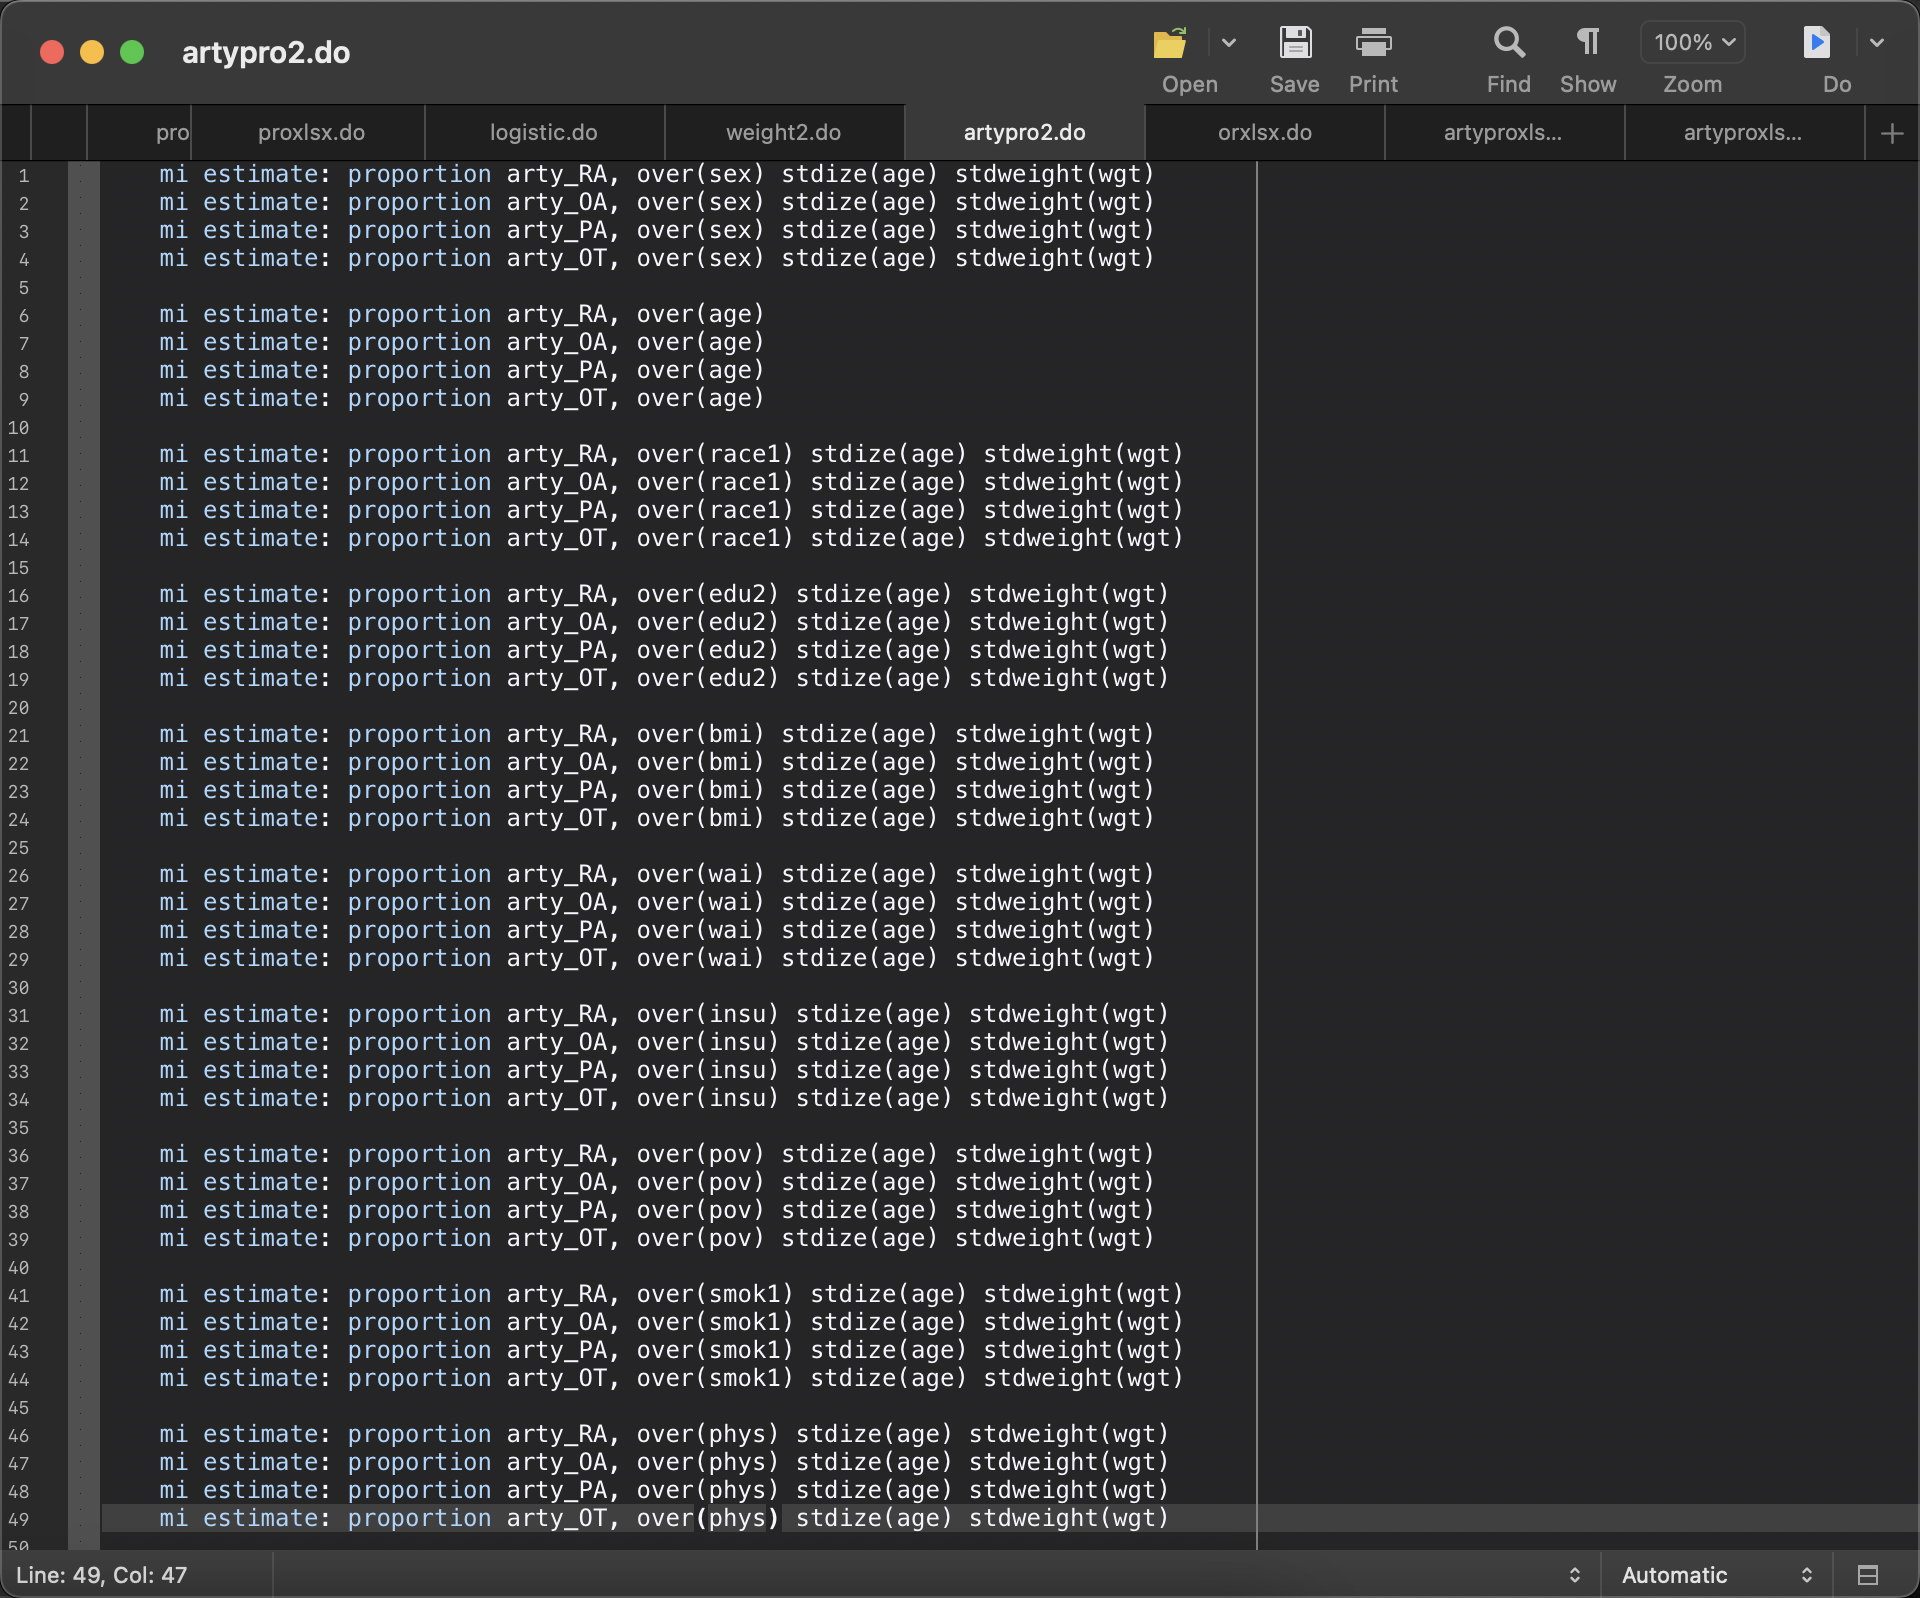 artypro2.do
Open
Save
Print
Find
Show
100%
Zoom
Do
pro
proxlsx.do
logistic.do
weight2.do
artypro2.do
orxlsx.do
artyproxls...
artyproxls...
1 mi estimate: proportion arty_RA, over(sex) stdize(age) stdweight(wgt)
2 mi estimate: proportion arty_OA, over(sex) stdize(age) stdweight(wgt)
3 mi estimate: proportion arty_PA, over(sex) stdize(age) stdweight(wgt)
4 mi estimate: proportion arty_OT, over(sex) stdize(age) stdweight(wgt)
5
6 mi estimate: proportion arty_RA, over(age)
7 mi estimate: proportion arty_OA, over(age)
8 mi estimate: proportion arty_PA, over(age)
9 mi estimate: proportion arty_OT, over(age)
10
11 mi estimate: proportion arty_RA, over(race1) stdize(age) stdweight(wgt)
12 mi estimate: proportion arty_OA, over(race1) stdize(age) stdweight(wgt)
13 mi estimate: proportion arty_PA, over(race1) stdize(age) stdweight(wgt)
14 mi estimate: proportion arty_OT, over(race1) stdize(age) stdweight(wgt)
15
16 mi estimate: proportion arty_RA, over(edu2) stdize(age) stdweight(wgt)
17 mi estimate: proportion arty_OA, over(edu2) stdize(age) stdweight(wgt)
18 mi estimate: proportion arty_PA, over(edu2) stdize(age) stdweight(wgt)
19 mi estimate: proportion arty_OT, over(edu2) stdize(age) stdweight(wgt)
20
21 mi estimate: proportion arty_RA, over(bmi) stdize(age) stdweight(wgt)
22 mi estimate: proportion arty_OA, over(bmi) stdize(age) stdweight(wgt)
23 mi estimate: proportion arty_PA, over(bmi) stdize(age) stdweight(wgt)
24 mi estimate: proportion arty_OT, over(bmi) stdize(age) stdweight(wgt)
25
26 mi estimate: proportion arty_RA, over(wai) stdize(age) stdweight(wgt)
27 mi estimate: proportion arty_OA, over(wai) stdize(age) stdweight(wgt)
28 mi estimate: proportion arty_PA, over(wai) stdize(age) stdweight(wgt)
29 mi estimate: proportion arty_OT, over(wai) stdize(age) stdweight(wgt)
30
31 mi estimate: proportion arty_RA, over(insu) stdize(age) stdweight(wgt)
32 mi estimate: proportion arty_OA, over(insu) stdize(age) stdweight(wgt)
33 mi estimate: proportion arty_PA, over(insu) stdize(age) stdweight(wgt)
34 mi estimate: proportion arty_OT, over(insu) stdize(age) stdweight(wgt)
35
36 mi estimate: proportion arty_RA, over(pov) stdize(age) stdweight(wgt)
37 mi estimate: proportion arty_OA, over(pov) stdize(age) stdweight(wgt)
38 mi estimate: proportion arty_PA, over(pov) stdize(age) stdweight(wgt)
39 mi estimate: proportion arty_OT, over(pov) stdize(age) stdweight(wgt)
40
41 mi estimate: proportion arty_RA, over(smok1) stdize(age) stdweight(wgt)
42 mi estimate: proportion arty_OA, over(smok1) stdize(age) stdweight(wgt)
43 mi estimate: proportion arty_PA, over(smok1) stdize(age) stdweight(wgt)
44 mi estimate: proportion arty_OT, over(smok1) stdize(age) stdweight(wgt)
45
46 mi estimate: proportion arty_RA, over(phys) stdize(age) stdweight(wgt)
47 mi estimate: proportion arty_OA, over(phys) stdize(age) stdweight(wgt)
48 mi estimate: proportion arty_PA, over(phys) stdize(age) stdweight(wgt)
49 mi estimate: proportion arty_OT, over(phys) stdize(age) stdweight(wgt)
50
Line: 49, Col: 47
Automatic